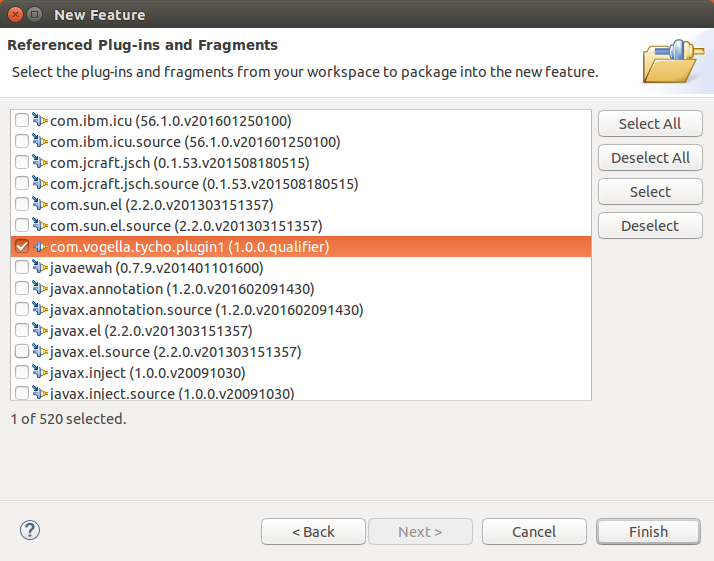 New Feature
Referenced Plug-ins and Fragments
Select the plug-ins and fragments from your workspace to package into the new feature.
com.ibm.icu (56.1.0.v201601250100)
com.ibm.icu.source (56.1.0.v201601250100)
com.jcraft.jsch (0.1.53.v201508180515)
com.jcraft.jsch.source (0.1.53.v201508180515)
com.sun.el (2.2.0.v201303151357)
com.sun.el.source (2.2.0.v201303151357)
com.vogella.tycho.plugin1 (1.0.0.qualifier)
javaewah (0.7.9.v201401101600)
javax.annotation (1.2.0.v201602091430)
javax.annotation.source (1.2.0.v201602091430)
javax.el (2.2.0.v201303151357)
javax.el.source (2.2.0.v201303151357)
javax.inject (1.0.0.v20091030)
javax.inject.source (1.0.0.v20091030)
Select All
Deselect All
Select
Deselect
1 of 520 selected.
?
< Back
Next >
Cancel
Finish